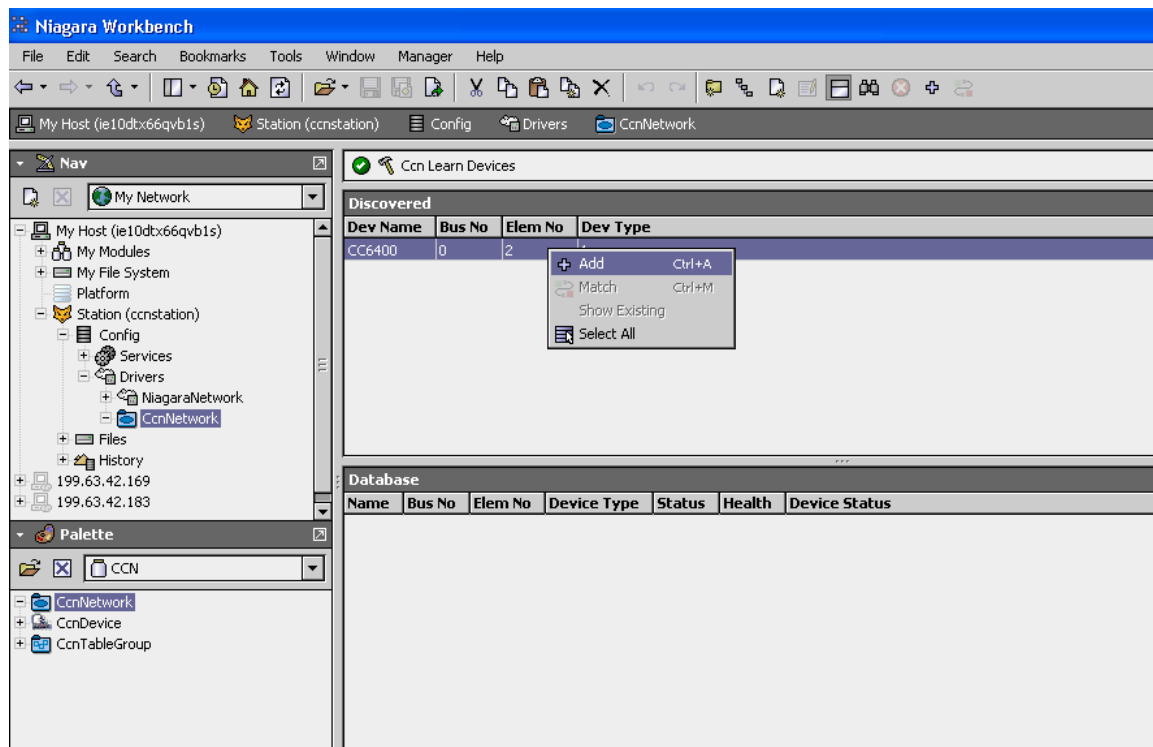 Niagara Workbench
File Edit Search Bookmarks Tools Window Manager Help
My Host (ie10dtx66qvb1s) Station (ccnstation) Config Drivers CcnNetwork
Nav
My Network
My Host (ie10dtx66qvb1s)
My Modules
My File System
Platform
Station (ccnstation)
Config
Services
Drivers
NiagaraNetwork
CcnNetwork
Files
History
199.63.42.169
199.63.42.183
Palette
CCN
CcnNetwork
CcnDevice
CcnTableGroup
Ccn Learn Devices
Discovered
Dev Name Bus No Elem No Dev Type
CC6400 0 2
Add Ctrl+A
Match Ctrl+M
Show Existing
Select All
Database
Name Bus No Elem No Device Type Status Health Device Status